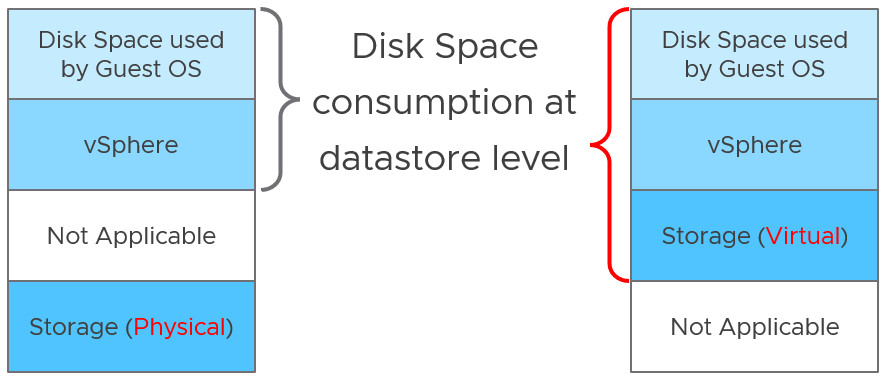 Disk Space used
by Guest OS
vSphere
Not Applicable
Storage (Physical)
Disk Space
consumption at
datastore level
Disk Space used
by Guest OS
vSphere
Storage (Virtual)
Not Applicable